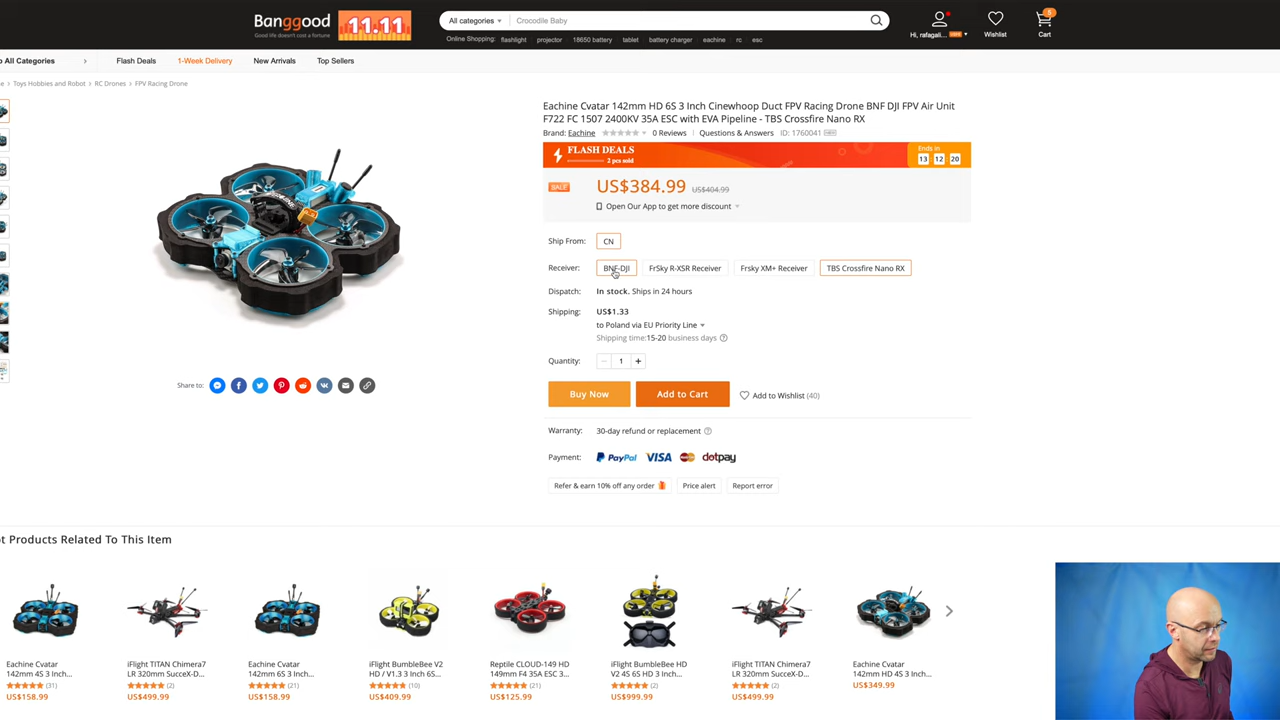 Banggood
Good life doesn't cost a fortune
11.11
All categories
Crocodile Baby
Online Shopping: flashlight projector 18650 battery tablet battery charger eachine rc esc
Hi, rafagali...
Wishlist
5
Cart
All Categories
Flash Deals
1-Week Delivery
New Arrivals
Top Sellers
Toys Hobbies and Robot > RC Drones > FPV Racing Drone
Eachine Cvatar 142mm HD 6S 3 Inch Cinewhoop Duct FPV Racing Drone BNF DJI FPV Air Unit
F722 FC 1507 2400KV 35A ESC with EVA Pipeline - TBS Crossfire Nano RX
Brand: Eachine 0 Reviews Questions & Answers ID: 1760041
FLASH DEALS
2 pcs sold
Ends in
13 12 20
SALE US$384.99 US$404.99
Open Our App to get more discount
Ship From: CN
Receiver: BNF-DJI FrSky R-XSR Receiver Frsky XM+ Receiver TBS Crossfire Nano RX
Dispatch: In stock. Ships in 24 hours
Shipping: US$1.33
to Poland via EU Priority Line
Shipping time: 15-20 business days
Quantity: 1 +
Buy Now Add to Cart Add to Wishlist (40)
Warranty: 30-day refund or replacement
Payment: PayPal VISA dotpay
Refer & earn 10% off any order Price alert Report error
Share to:
Products Related To This Item
Eachine Cvatar
142mm 4S 3 Inch...
(31)
US$158.99
iFlight TITAN Chimera7
LR 320mm SucceX-D...
(2)
US$499.99
Eachine Cvatar
142mm 6S 3 Inch...
(21)
US$158.99
iFlight BumbleBee V2
HD / V1.3 3 Inch 6S...
(10)
US$409.99
Reptile CLOUD-149 HD
149mm F4 35A ESC 3...
(21)
US$125.99
iFlight BumbleBee HD
V2 4S 6S HD 3 Inch...
(2)
US$999.99
iFlight TITAN Chimera7
LR 320mm SucceX-D...
(2)
US$499.99
Eachine Cvatar
142mm HD 4S 3 Inch...
US$349.99